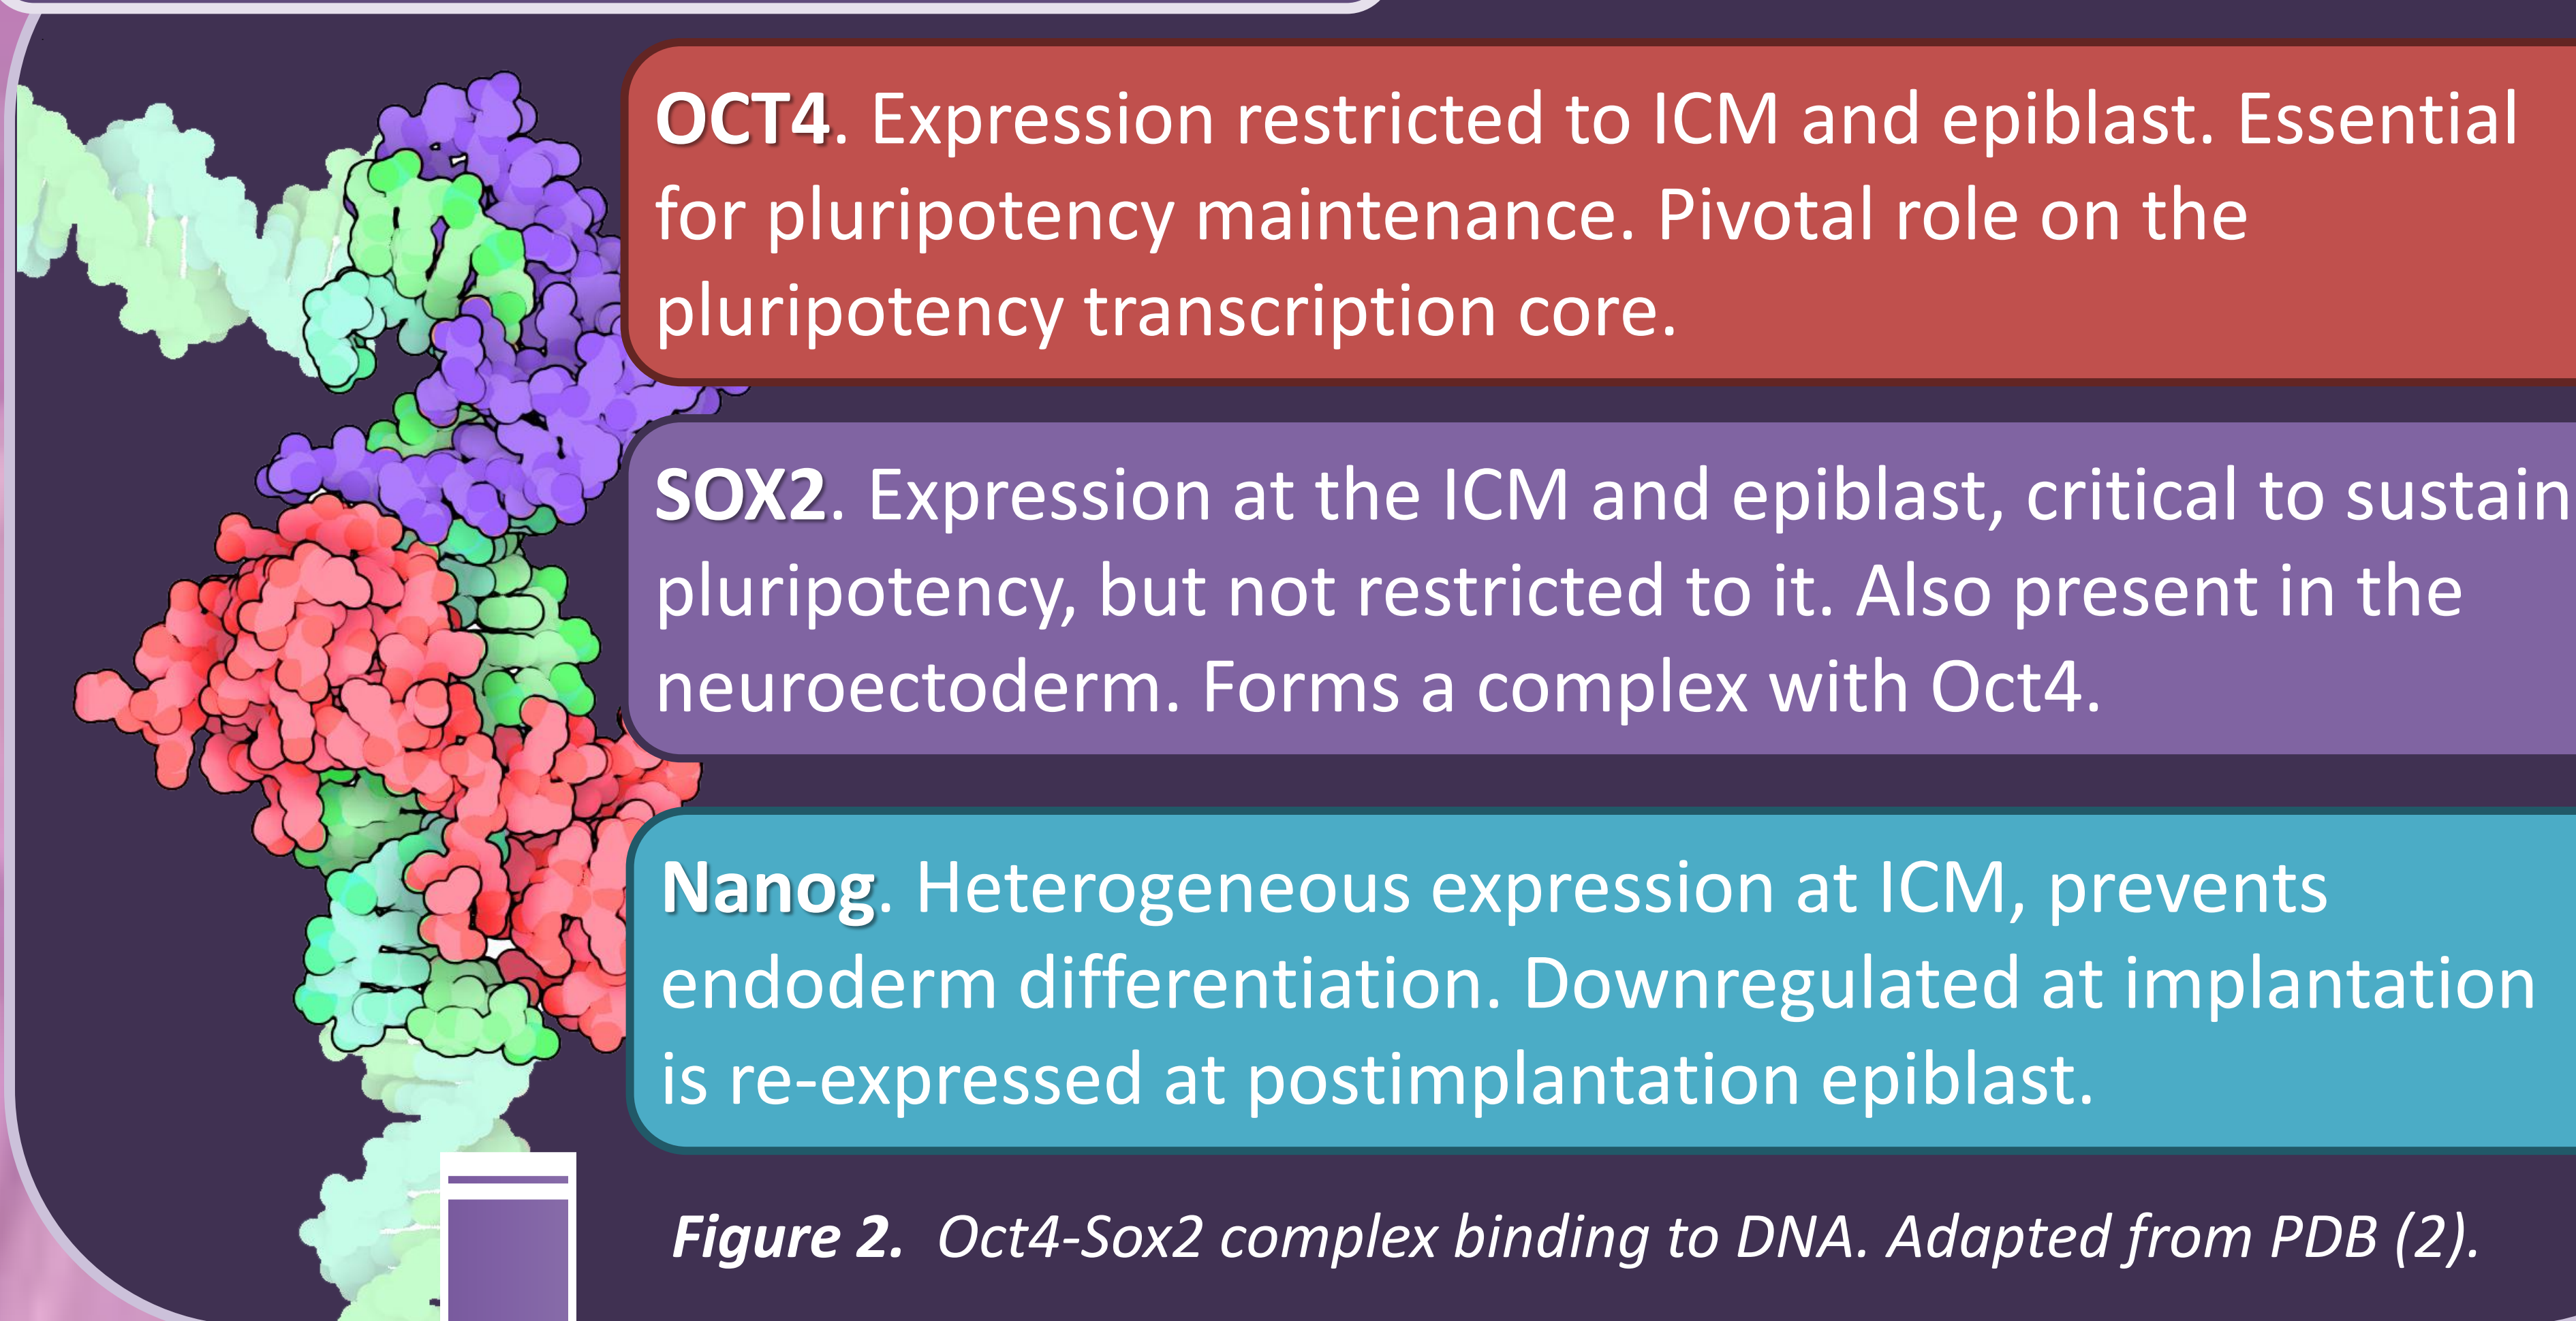 OCT4. Expression restricted to ICM and epiblast. Essential
for pluripotency maintenance. Pivotal role on the
pluripotency transcription core.
SOX2. Expression at the ICM and epiblast, critical to sustain
pluripotency, but not restricted to it. Also present in the
neuroectoderm. Forms a complex with Oct4.
Nanog. Heterogeneous expression at ICM, prevents
endoderm differentiation. Downregulated at implantation
is re-expressed at postimplantation epiblast.
Figure 2. Oct4-Sox2 complex binding to DNA. Adapted from PDB (2).